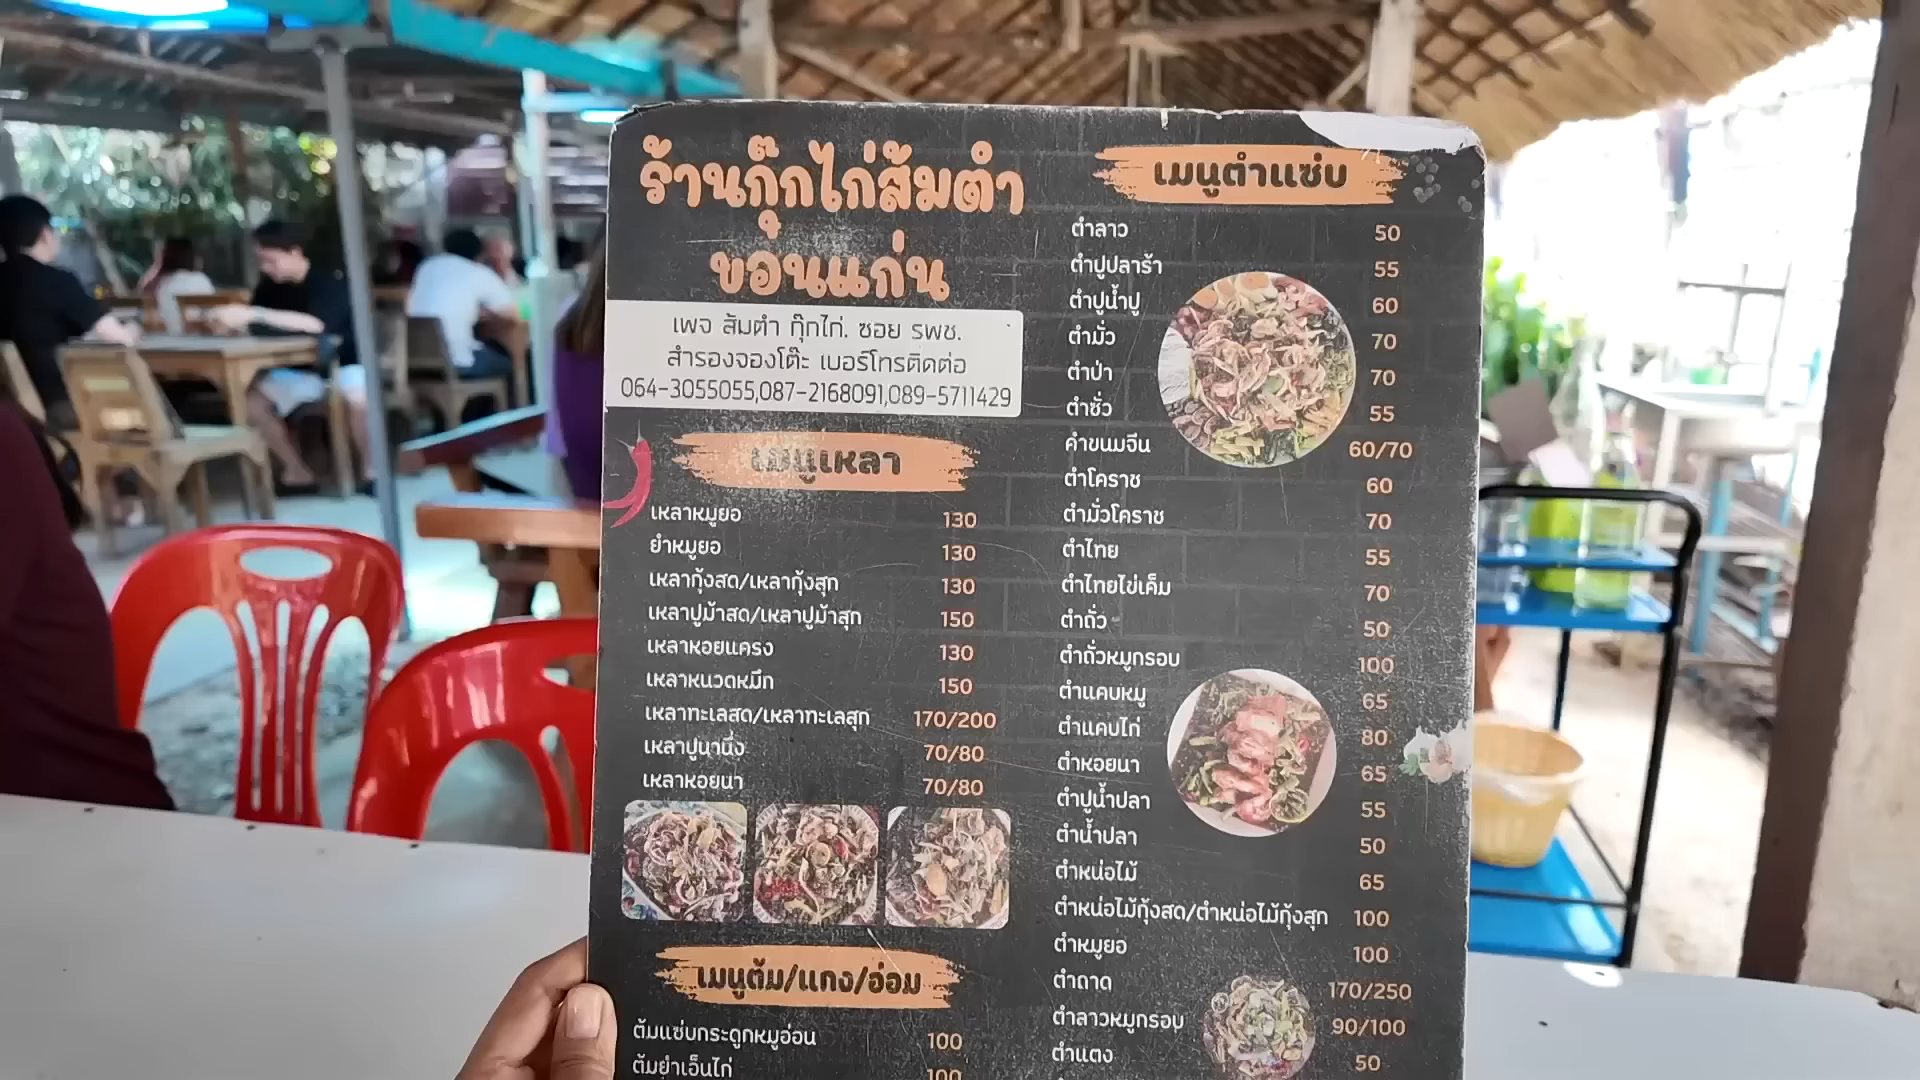 ร้านกุ๊กไก่ส้มตำ
ขอนแก่น
เพจ ส้มตำ กุ๊กไก่. ซอย รพช.
สำรองจองโต๊ะ เบอร์โทรติดต่อ
064-3055055,087-2168091,089-5711429
เมนูเหลา
เหลาหมูยอ 130
ยำหมูยอ 130
เหลากุ้งสด/เหลากุ้งสุก 130
เหลาปูม้าสด/เหลาปูม้าสุก 150
เหลาหอยแครง 130
เหลาหนวดหมึก 150
เหลาทะเลสด/เหลาทะเลสุก 170/200
เหลาปูนานึ่ง 70/80
เหลาหอยนา 70/80
เมนูต้ม/แกง/อ่อม
ต้มแซ่บกระดูกหมูอ่อน 100
ต้มยำเอ็นไก่ 100
เมนูตำแซ่บ
ตำลาว 50
ตำปูปลาร้า 55
ตำปูน้ำปู 60
ตำมั่ว 70
ตำป่า 70
ตำซั่ว 55
คำขนมจีน 60/70
ตำโคราช 60
ตำมั่วโคราช 70
ตำไทย 55
ตำไทยไข่เค็ม 70
ตำถั่ว 50
ตำถั่วหมูกรอบ 100
ตำแคบหมู 65
ตำแคบไก่ 80
ตำหอยนา 65
ตำปูน้ำปลา 55
ตำน้ำปลา 50
ตำหน่อไม้ 65
ตำหน่อไม้กุ้งสด/ตำหน่อไม้กุ้งสุก 100
ตำหมูยอ 100
ตำถาด 170/250
ตำลาวหมูกรอบ 90/100
ตำแตง 50